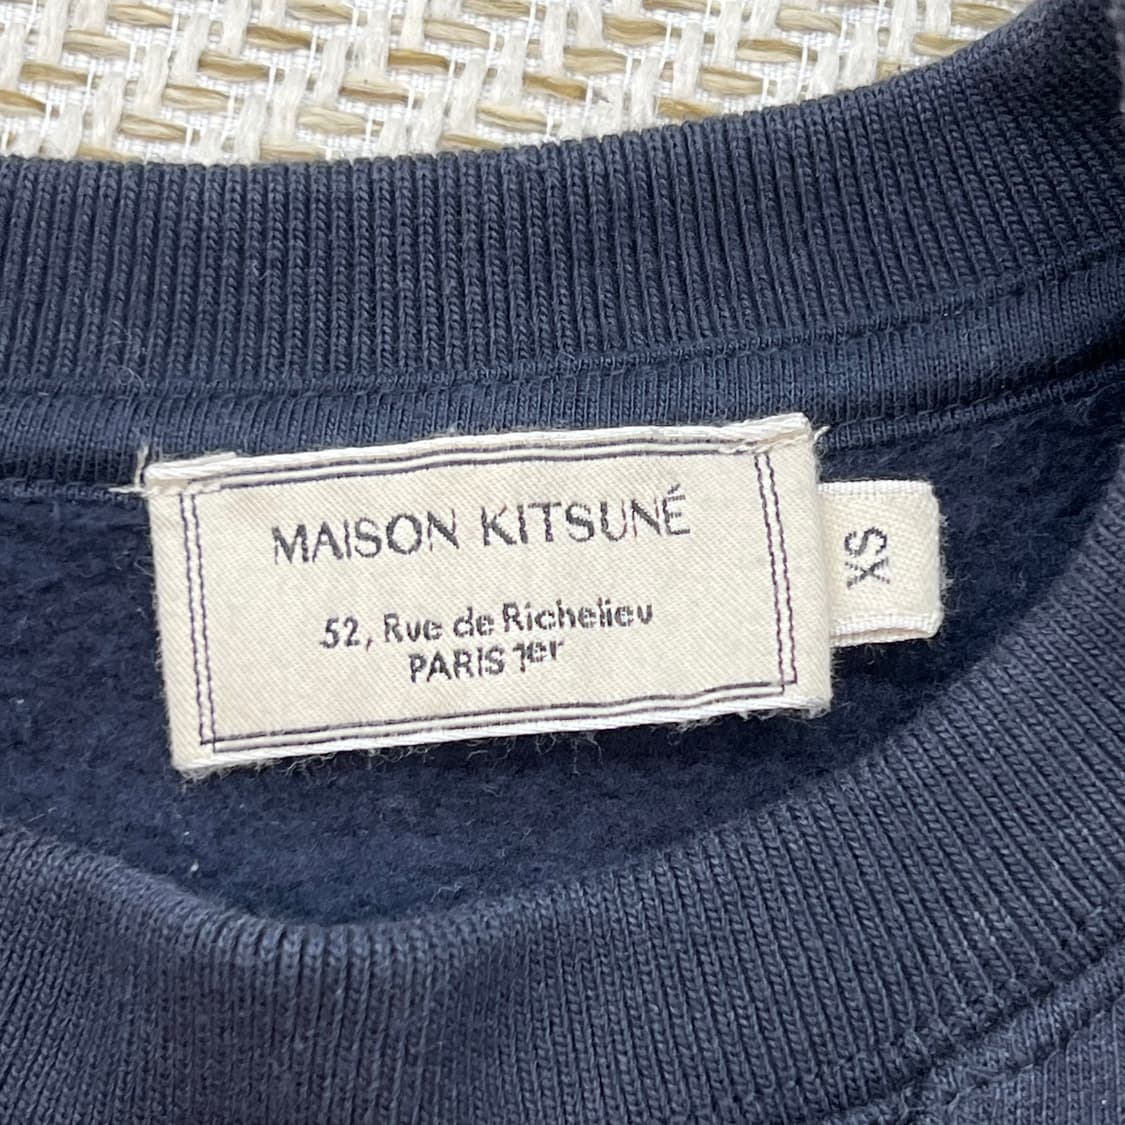 MAISON KITSUNÉ
52, Rue de Richelieu
PARIS 1er
XS